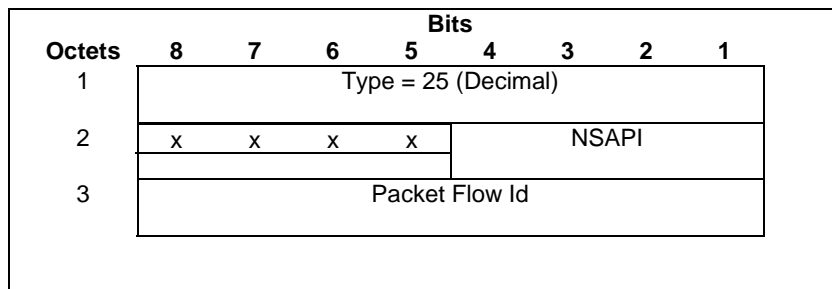 Bits
Octets 8 7 6 5 4 3 2 1
1 Type = 25 (Decimal)
2 x x x x NSAPI
3 Packet Flow Id